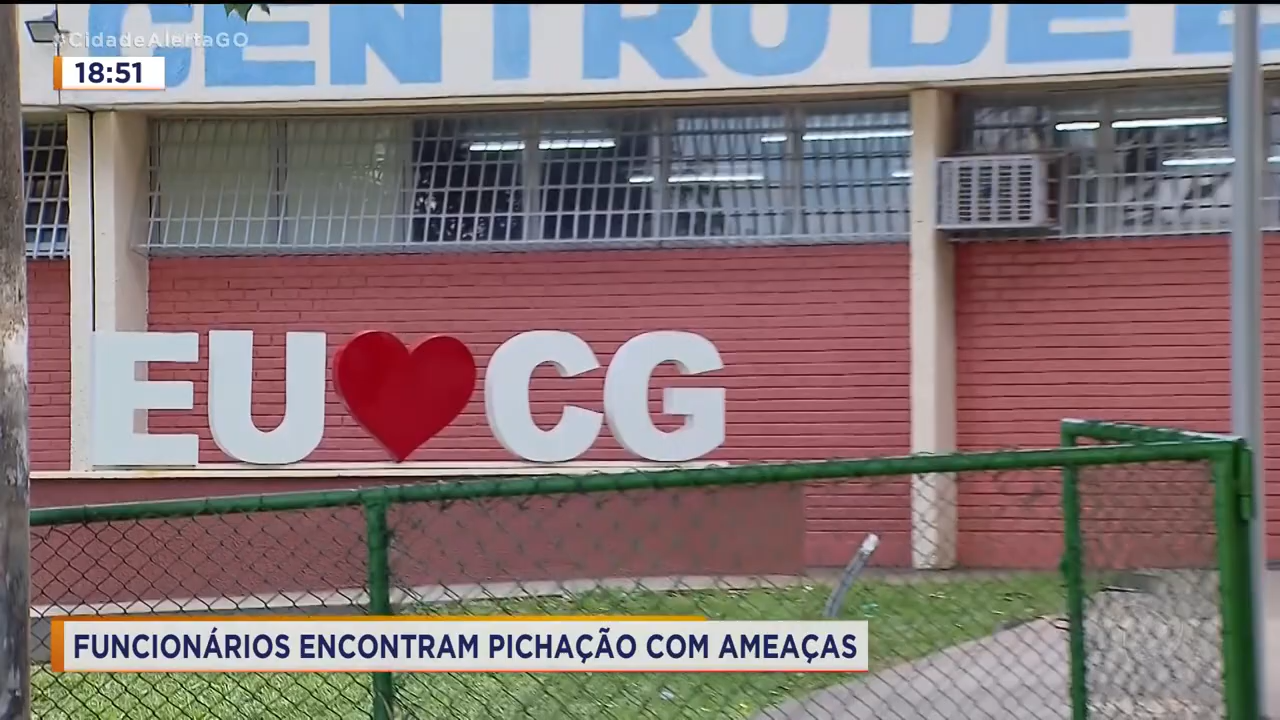 CENTRO DE E
#CidadeAlertaGO
18:51
EU CG
FUNCIONÁRIOS ENCONTRAM PICHAÇÃO COM AMEAÇAS